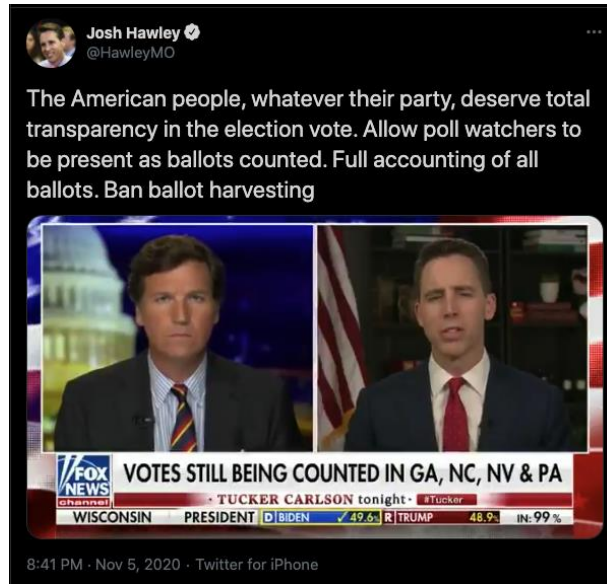 Josh Hawley
@HawleyMO
The American people, whatever their party, deserve total
transparency in the election vote. Allow poll watchers to
be present as ballots counted. Full accounting of all
ballots. Ban ballot harvesting
FOX
NEWS
channel
VOTES STILL BEING COUNTED IN GA, NC, NV & PA
· TUCKER CARLSON tonight · #Tucker
WISCONSIN PRESIDENT D BIDEN ✓ 49.6% R TRUMP 48.9% IN: 99%
8:41 PM · Nov 5, 2020 · Twitter for iPhone